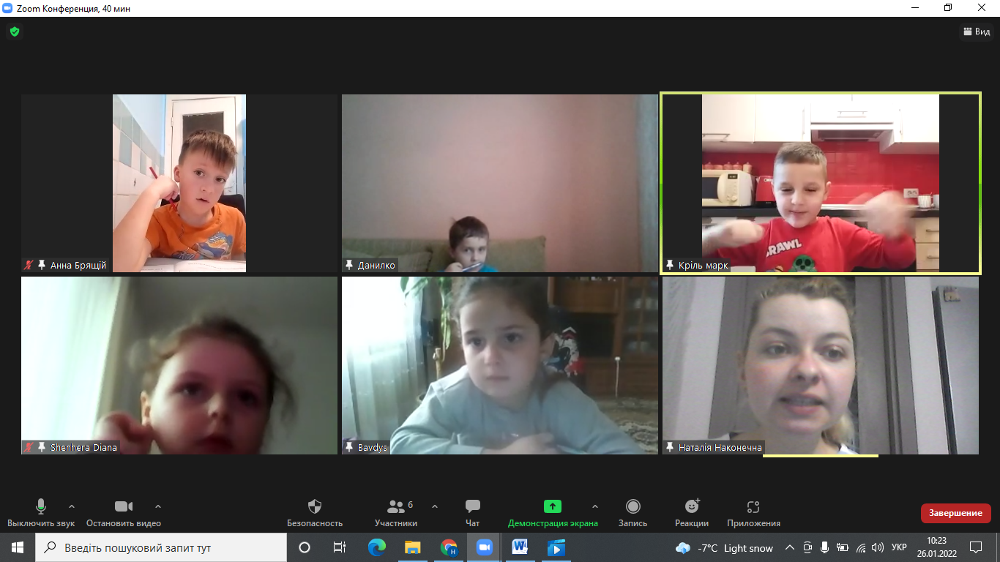 Zoom Конференция, 40 мин
Вид
Анна Брящій
Данилко
BRAWL
Кріль марк
Shenhera Diana
Bavdys
Наталія Наконечна
Выключить звук
Остановить видео
Безопасность
6
Участники
Чат
Демонстрация экрана
Запись
Реакции
Приложения
Завершение
Введіть пошуковий запит тут
-7°C Light snow
УКР
10:23
26.01.2022